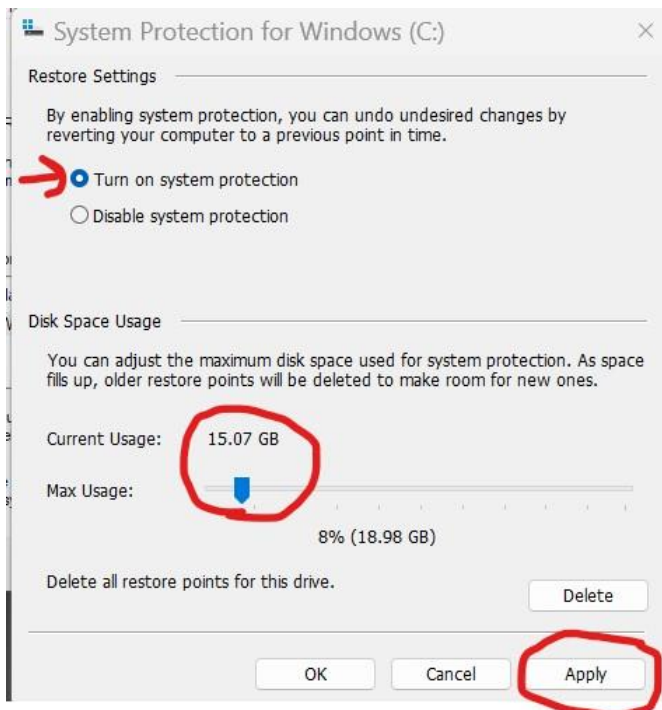 System Protection for Windows (C:)
Restore Settings
By enabling system protection, you can undo undesired changes by
reverting your computer to a previous point in time.
Turn on system protection
Disable system protection
Disk Space Usage
You can adjust the maximum disk space used for system protection. As space
fills up, older restore points will be deleted to make room for new ones.
Current Usage: 15.07 GB
Max Usage:
8% (18.98 GB)
Delete all restore points for this drive.
Delete
OK Cancel Apply